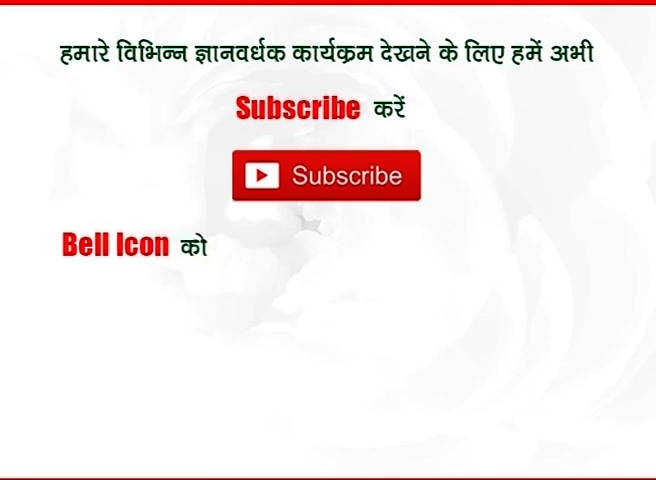 हमारे विभिन्न ज्ञानवर्धक कार्यक्रम देखने के लिए हमें अभी
Subscribe करें
Subscribe
Bell Icon को